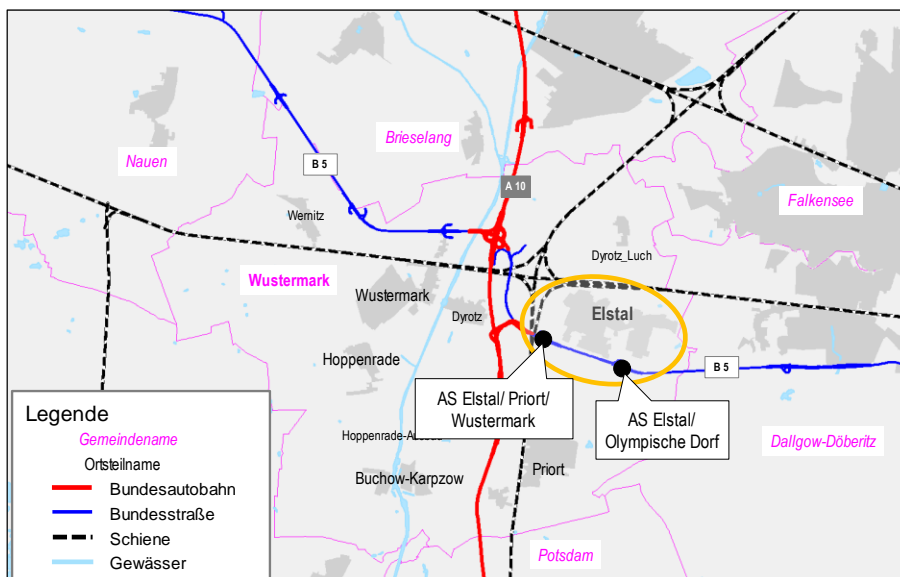 Nauen
Brieselang
B 5
A 10
Falkensee
Wernitz
Dyrotz_Luch
Wustermark
Wustermark
Dyrotz
Elstal
Hoppenrade
B 5
AS Elstal/ Priort/
Wustermark
AS Elstal/
Olympische Dorf
Dallgow-Döberitz
Buchow-Karpzow
Priort
Potsdam
Legende
Gemeindename
Ortsteilname
Bundesautobahn
Bundesstraße
Schiene
Gewässer